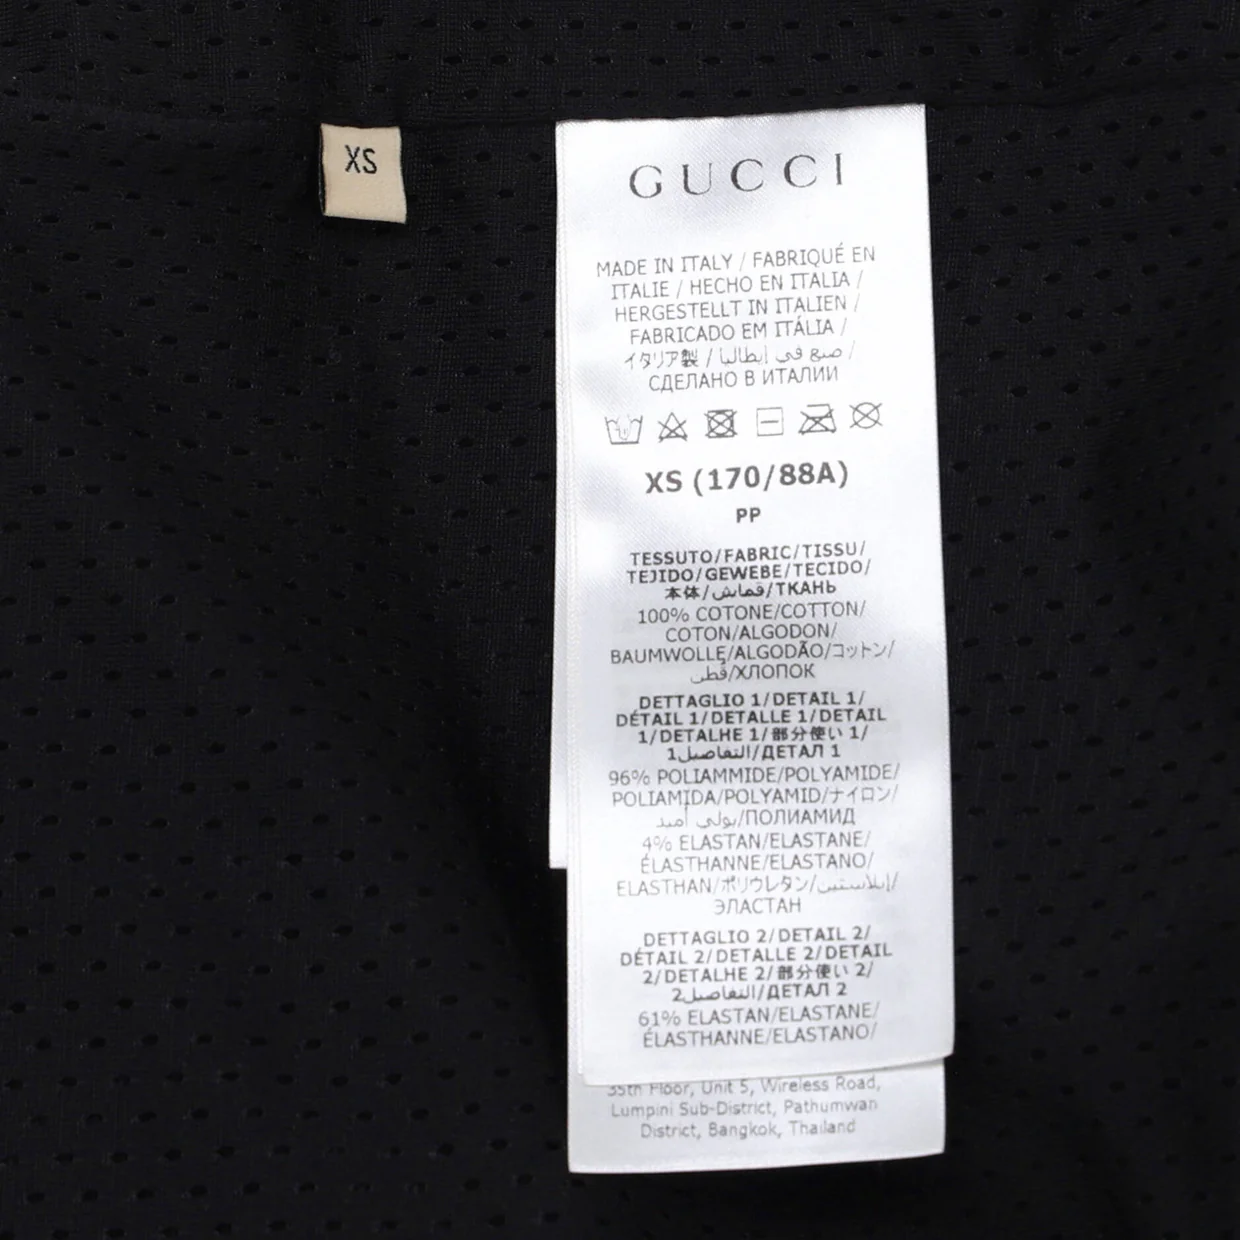 XS
GUCCI
MADE IN ITALY / FABRIQUÉ EN
ITALIE / HECHO EN ITALIA /
HERGESTELLT IN ITALIEN /
FABRICADO EM ITÁLIA /
イタリア製 / صنع في إيطاليا /
СДЕЛАНО В ИТАЛИИ
XS (170/88A)
PP
TESSUTO/FABRIC/TISSU/
TEJIDO/GEWEBE/TECIDO/
本体/قماش/ТКАНЬ
100% COTONE/COTTON/
COTON/ALGODON/
BAUMWOLLE/ALGODÃO/コットン/
قطن/ХЛОПОК
DETTAGLIO 1/DETAIL 1/
DÉTAIL 1/DETALLE 1/DETAIL
1/DETALHE 1/部分使い 1/
التفاصيل1/ДЕТАЛ 1
96% POLIAMMIDE/POLYAMIDE/
POLIAMIDA/POLYAMID/ナイロン/
بولي أميد/ПОЛИАМИД
4% ELASTAN/ELASTANE/
ÉLASTHANNE/ELASTANO/
ELASTHAN/ポリウレタン/إيلاستين/
ЭЛАСТАН
DETTAGLIO 2/DETAIL 2/
DÉTAIL 2/DETALLE 2/DETAIL
2/DETALHE 2/部分使い 2/
التفاصيل2/ДЕТАЛ 2
61% ELASTAN/ELASTANE/
ÉLASTHANNE/ELASTANO/
35th Floor, Unit 5, Wireless Road,
Lumpini Sub-District, Pathumwan
District, Bangkok, Thailand